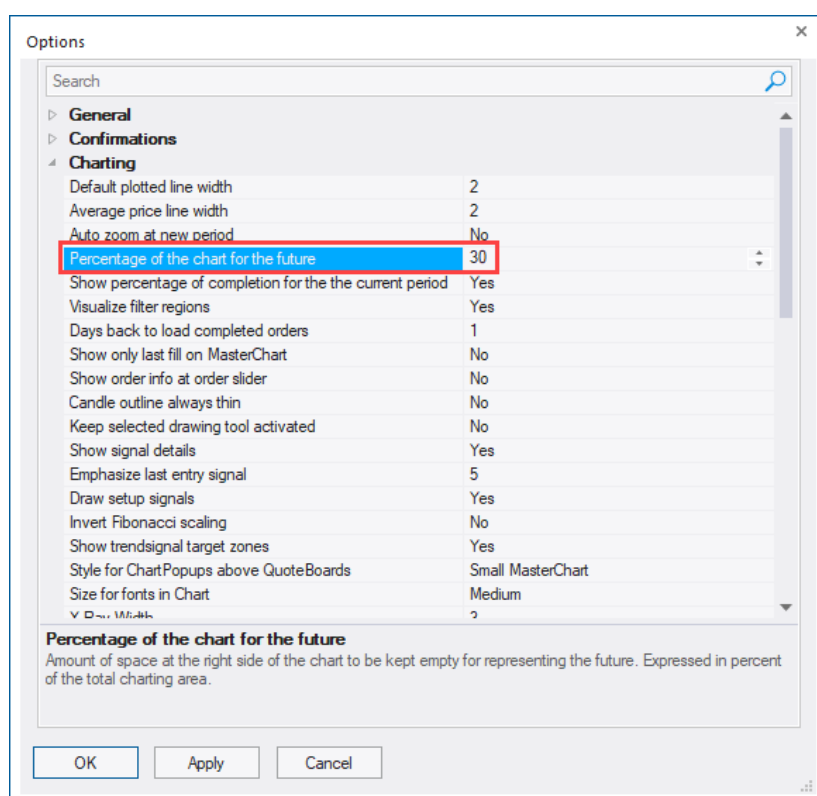 Options
Search
General
Confirmations
Charting
Default plotted line width 2
Average price line width 2
Auto zoom at new period No
Percentage of the chart for the future 30
Show percentage of completion for the the current period Yes
Visualize filter regions Yes
Days back to load completed orders 1
Show only last fill on MasterChart No
Show order info at order slider No
Candle outline always thin No
Keep selected drawing tool activated No
Show signal details Yes
Emphasize last entry signal 5
Draw setup signals Yes
Invert Fibonacci scaling No
Show trendsignal target zones Yes
Style for ChartPopups above QuoteBoards Small MasterChart
Size for fonts in Chart Medium
Percentage of the chart for the future
Amount of space at the right side of the chart to be kept empty for representing the future. Expressed in percent
of the total charting area.
OK Apply Cancel